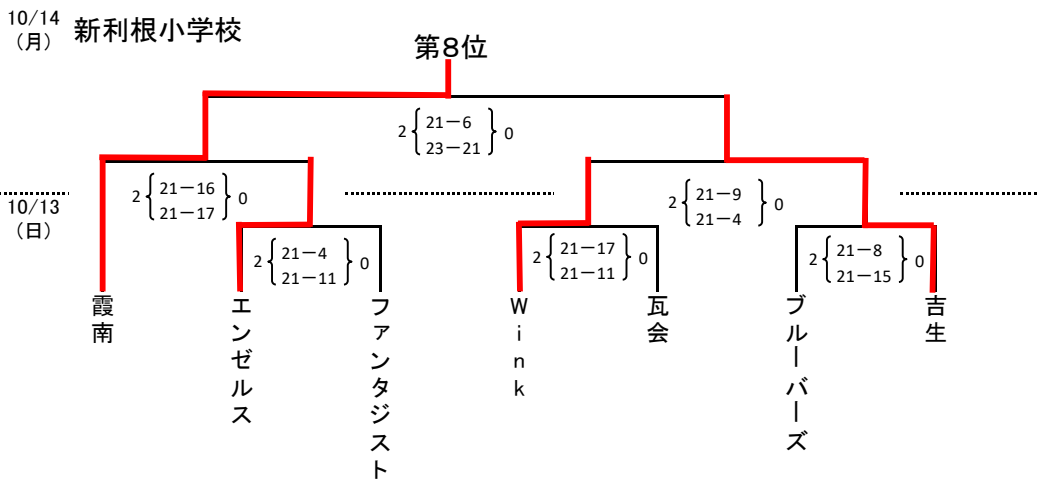 10/14
（月）
新利根小学校
第8位
2 { 21－6 } 0
23－21
2 { 21－16 } 0
21－17
2 { 21－9 } 0
21－4
10/13
（日）
2 { 21－4 } 0
21－11
2 { 21－17 } 0
21－11
2 { 21－8 } 0
21－15
霞南
エンゼルス
ファンタジスト
Wink
瓦会
ブルーバーズ
吉生